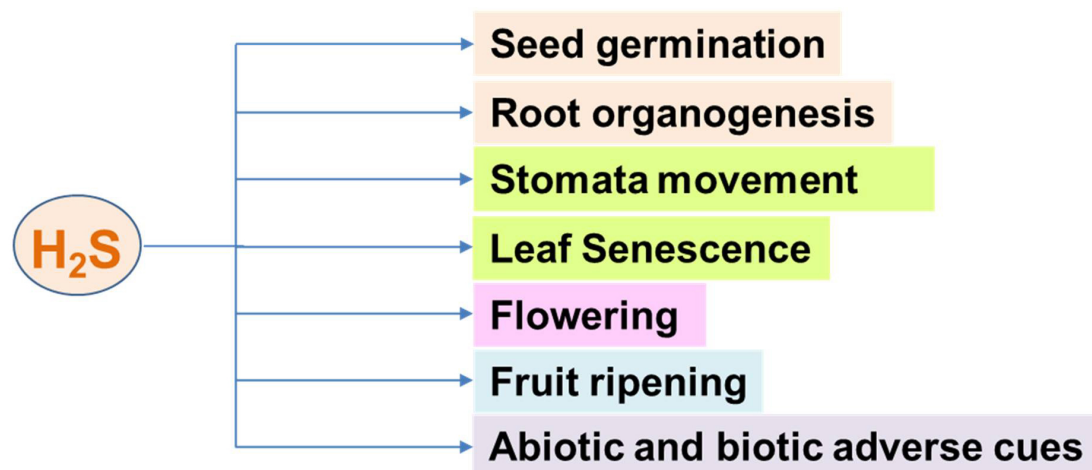 Seed germination
Root organogenesis
Stomata movement
H₂S
Leaf Senescence
Flowering
Fruit ripening
Abiotic and biotic adverse cues